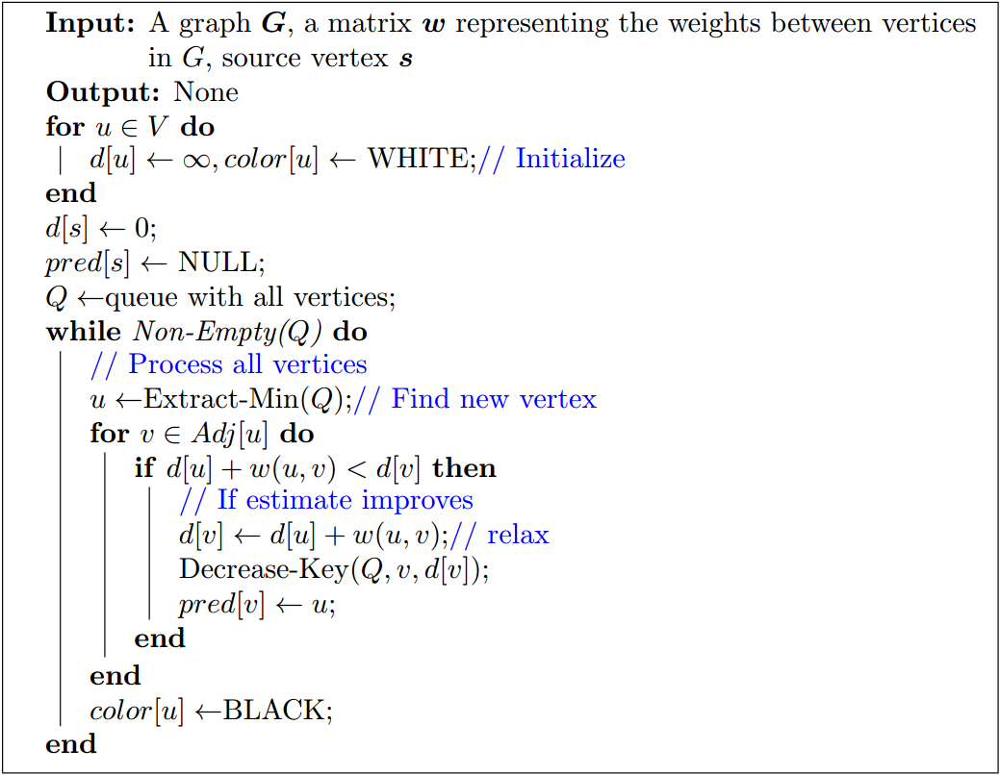 Input: A graph G, a matrix w representing the weights between vertices
in G, source vertex s
Output: None
for u ∈ V do
d[u] ← ∞, color[u] ← WHITE;// Initialize
end
d[s] ← 0;
pred[s] ← NULL;
Q ←queue with all vertices;
while Non-Empty(Q) do
// Process all vertices
u ←Extract-Min(Q);// Find new vertex
for v ∈ Adj[u] do
if d[u] + w(u, v) < d[v] then
// If estimate improves
d[v] ← d[u] + w(u, v);// relax
Decrease-Key(Q, v, d[v]);
pred[v] ← u;
end
end
color[u] ←BLACK;
end